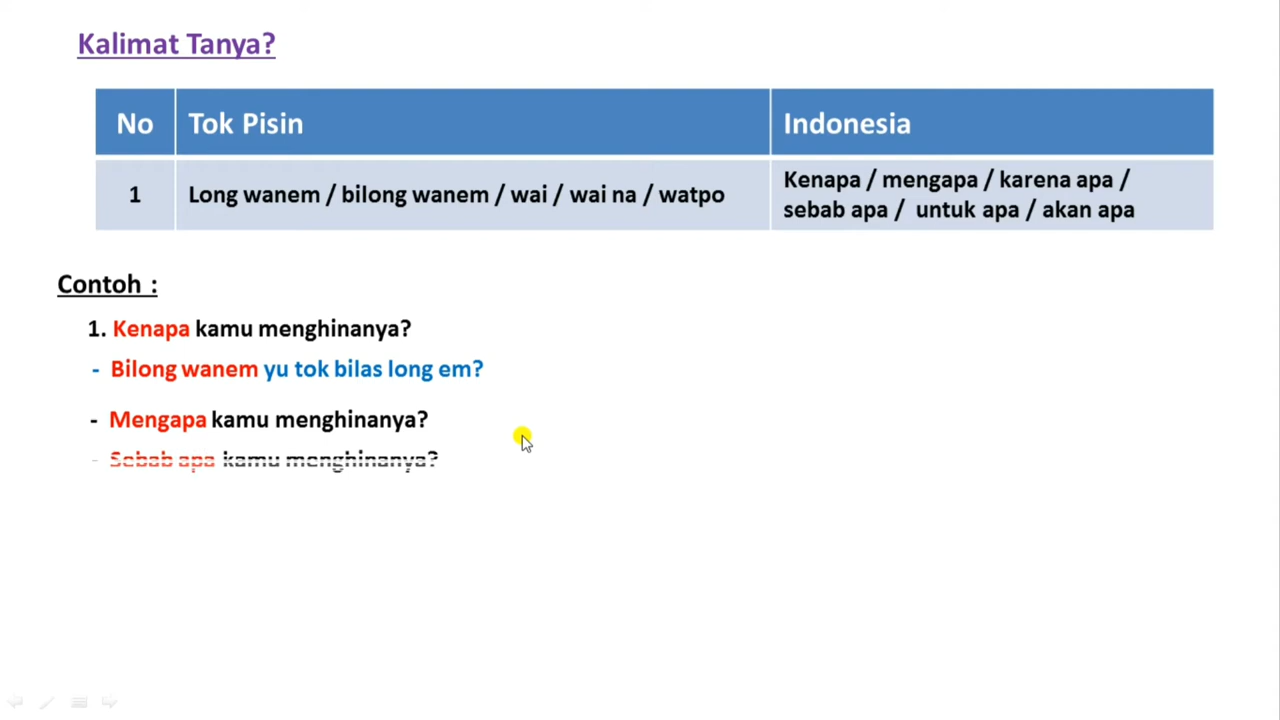 Kalimat Tanya?
No Tok Pisin Indonesia
1 Long wanem / bilong wanem / wai / wai na / watpo Kenapa / mengapa / karena apa /
sebab apa / untuk apa / akan apa
Contoh :
1. Kenapa kamu menghinanya?
- Bilong wanem yu tok bilas long em?
- Mengapa kamu menghinanya?
- Sebab apa kamu menghinanya?